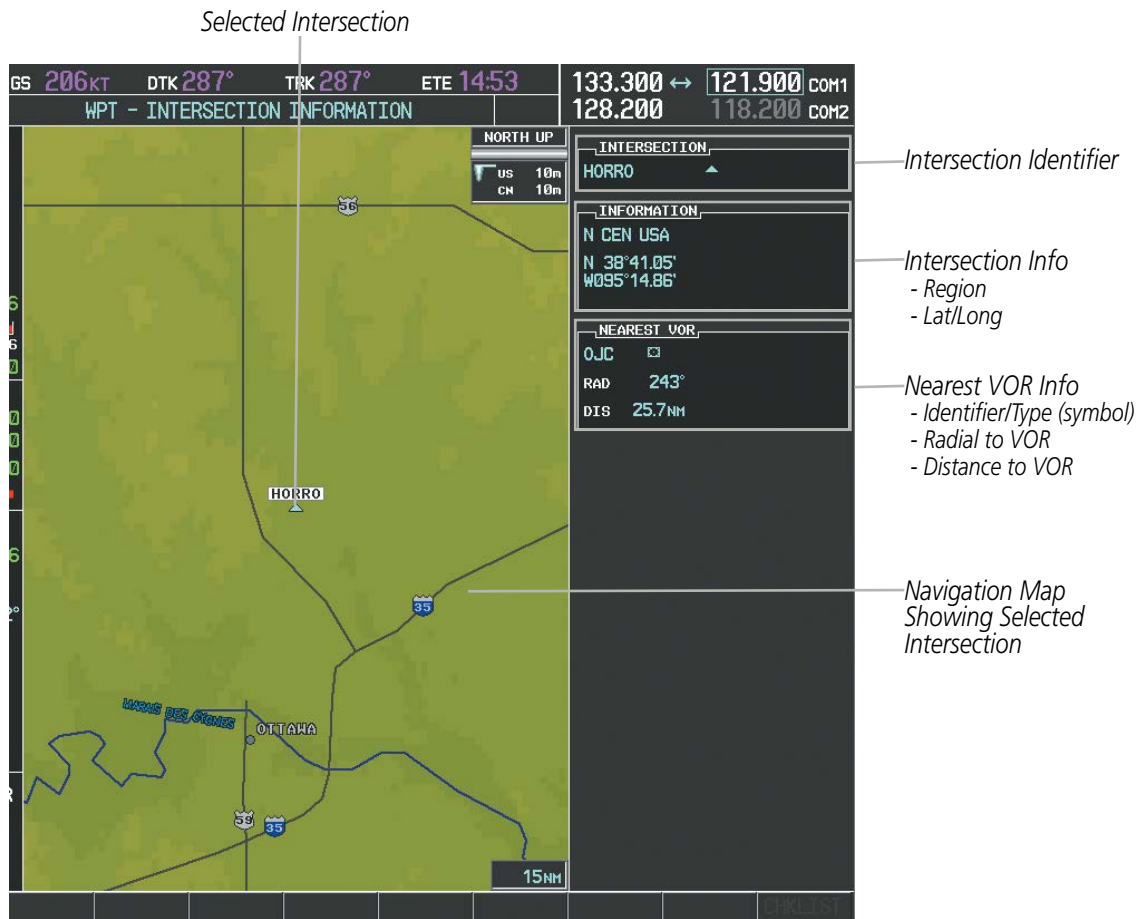 Selected Intersection
GS 206KT DTK 287° TRK 287° ETE 14:53
133.300 ↔ 121.900 COM1
WPT - INTERSECTION INFORMATION
128.200 118.200 COM2
NORTH UP
US 10m
CN 10m
56
INTERSECTION
HORRO
Intersection Identifier
INFORMATION
N CEN USA
N 38°41.05'
W095°14.86'
Intersection Info
- Region
- Lat/Long
NEAREST VOR
OJC
RAD 243°
DIS 25.7NM
Nearest VOR Info
- Identifier/Type (symbol)
- Radial to VOR
- Distance to VOR
HORRO
35
Navigation Map
Showing Selected
Intersection
MARAIS DES CYGNES
OTTAWA
59
35
15NM
CHKLIST